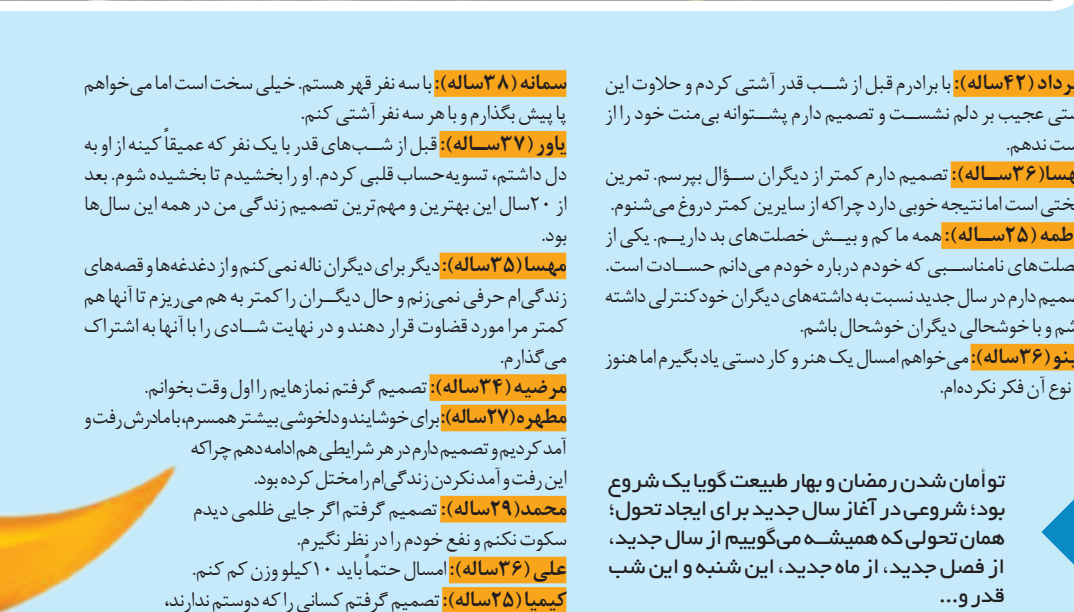 با برادرم قبل از شب قدر آشتی کردم و حلاوت این
عجیب بر دلم نشست و تصمیم دارم پشتوانه بی‌منت خود را از
ندهم.
تصمیم دارم کمتر از دیگران سؤال بپرسم. تمرین
است اما نتیجه خوبی دارد چراکه از سایرین کمتر دروغ می‌شنوم.
(۲۵ساله): همه ما کم و بیش خصلت‌های بد داریم. یکی از
نامناسبی که خودم درباره خودم می‌دانم حسادت است.
دارم در سال جدید نسبت به داشته‌های دیگران خودکنترلی داشته
و با خوشحالی دیگران خوشحال باشم.
(۳۶ساله): می‌خواهم امسال یک هنر و کار دستی یاد بگیرم اما هنوز
نوع آن فکر نکرده‌ام.
توأمان شدن رمضان و بهار طبیعت گویا یک شروع
بود؛ شروعی در آغاز سال جدید برای ایجاد تحول؛
همان تحولی که همیشه می‌گوییم از سال جدید،
از فصل جدید، از ماه جدید، این شنبه و این شب
قدر و...
سمانه (۳۸ساله): با سه نفر قهر هستم. خیلی سخت است اما می‌خواهم
پا پیش بگذارم و با هر سه نفر آشتی کنم.
یاور (۳۷ساله): قبل از شب‌های قدر با یک نفر که عمیقاً کینه از او به
دل داشتم، تسویه‌حساب قلبی کردم. او را بخشیدم تا بخشیده شوم. بعد
از ۲۰سال این بهترین و مهم‌ترین تصمیم زندگی من در همه این سال‌ها
بود.
مهسا (۳۵ساله): دیگر برای دیگران ناله نمی‌کنم و از دغدغه‌ها و قصه‌های
زندگی‌ام حرفی نمی‌زنم و حال دیگران را کمتر به هم می‌ریزم تا آنها هم
کمتر مرا مورد قضاوت قرار دهند و در نهایت شادی را با آنها به اشتراک
می‌گذارم.
مرضیه (۳۴ساله): تصمیم گرفتم نمازهایم را اول وقت بخوانم.
مطهره (۲۷ساله): برای خوشایند و دلخوشی بیشتر همسرم، با مادرش رفت و
آمد کردیم و تصمیم دارم در هر شرایطی هم ادامه دهم چراکه
این رفت و آمد نکردن زندگی‌ام را مختل کرده بود.
محمد (۲۹ساله): تصمیم گرفتم اگر جایی ظلمی دیدم
سکوت نکنم و نفع خودم را در نظر نگیرم.
علی (۳۶ساله): امسال حتماً باید ۱۰کیلو وزن کم کنم.
کیمیا (۲۵ساله): تصمیم گرفتم کسانی را که دوستم ندارند،